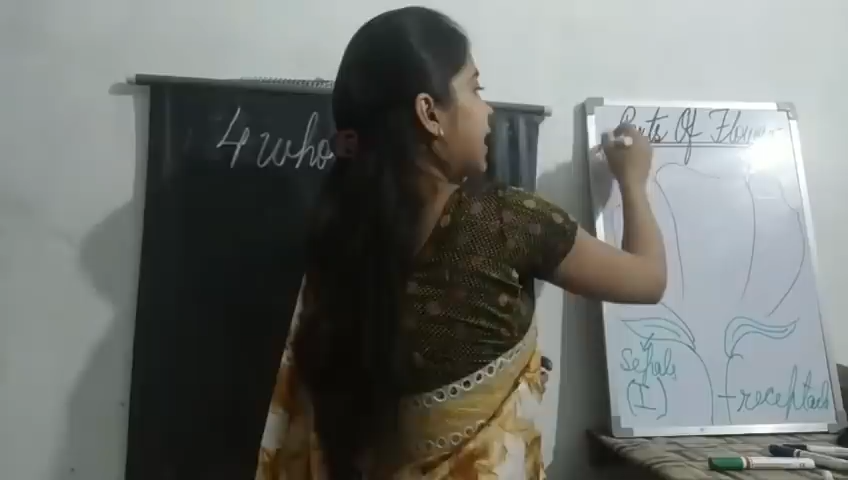 4 who
Parts Of Flower
sepals
(1)
receptacle